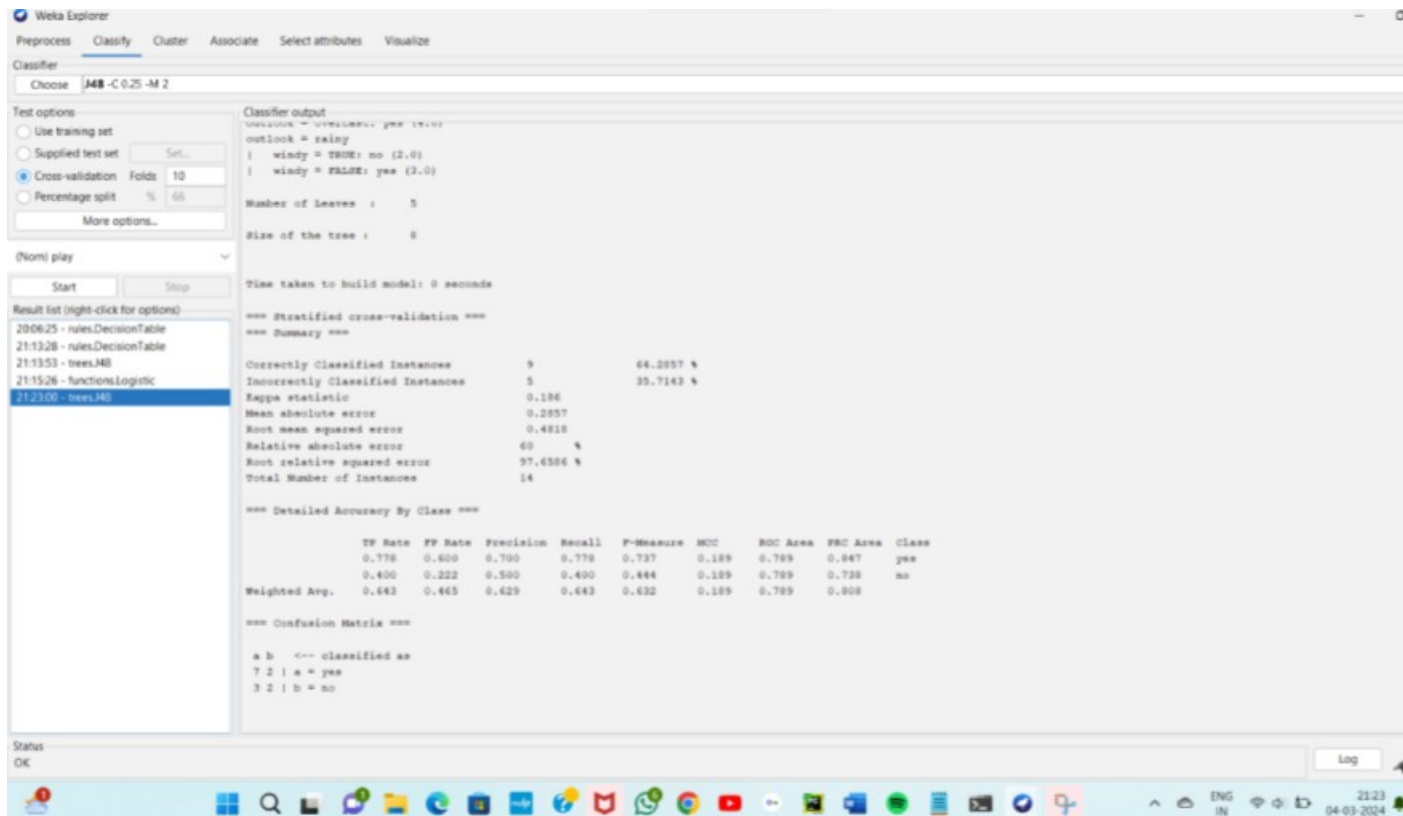 Weka Explorer
Preprocess Classify Cluster Associate Select attributes Visualize
Classifier
Choose J48 -C 0.25 -M 2
Test options
Use training set
Supplied test set Set...
Cross-validation Folds 10
Percentage split % 66
More options...
(Nom) play
Start Stop
Result list (right-click for options)
20:06:25 - rules.DecisionTable
21:13:28 - rules.DecisionTable
21:13:53 - trees.J48
21:15:26 - functions.Logistic
21:23:00 - trees.J48
Classifier output
outlook = overcast: yes (4.0)
outlook = rainy
| windy = TRUE: no (2.0)
| windy = FALSE: yes (3.0)
Number of Leaves : 5
Size of the tree : 8
Time taken to build model: 0 seconds
=== Stratified cross-validation ===
=== Summary ===
Correctly Classified Instances 9 64.2857 %
Incorrectly Classified Instances 5 35.7143 %
Kappa statistic 0.186
Mean absolute error 0.2857
Root mean squared error 0.4818
Relative absolute error 60 %
Root relative squared error 97.6586 %
Total Number of Instances 14
=== Detailed Accuracy By Class ===
TP Rate FP Rate Precision Recall F-Measure MCC ROC Area PRC Area Class
0.778 0.600 0.700 0.778 0.737 0.189 0.789 0.847 yes
0.400 0.222 0.500 0.400 0.444 0.189 0.789 0.738 no
Weighted Avg. 0.643 0.465 0.629 0.643 0.632 0.189 0.789 0.808
=== Confusion Matrix ===
a b <-- classified as
7 2 | a = yes
3 2 | b = no
Status
OK
Log
ENG
IN
21:23
04-03-2024